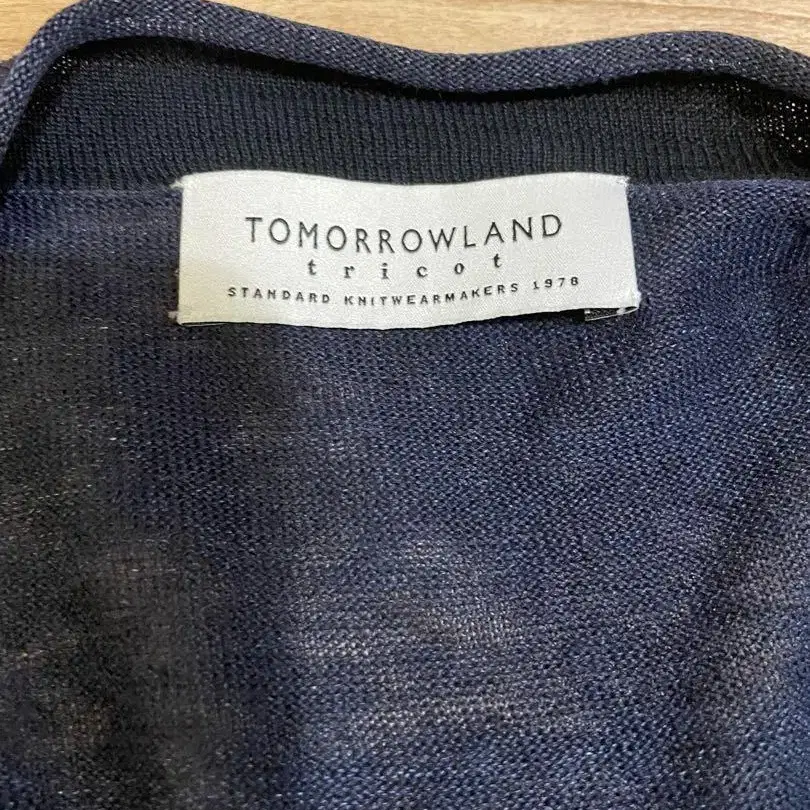 TOMORROWLAND
tricot
STANDARD KNITWEARMAKERS 1978